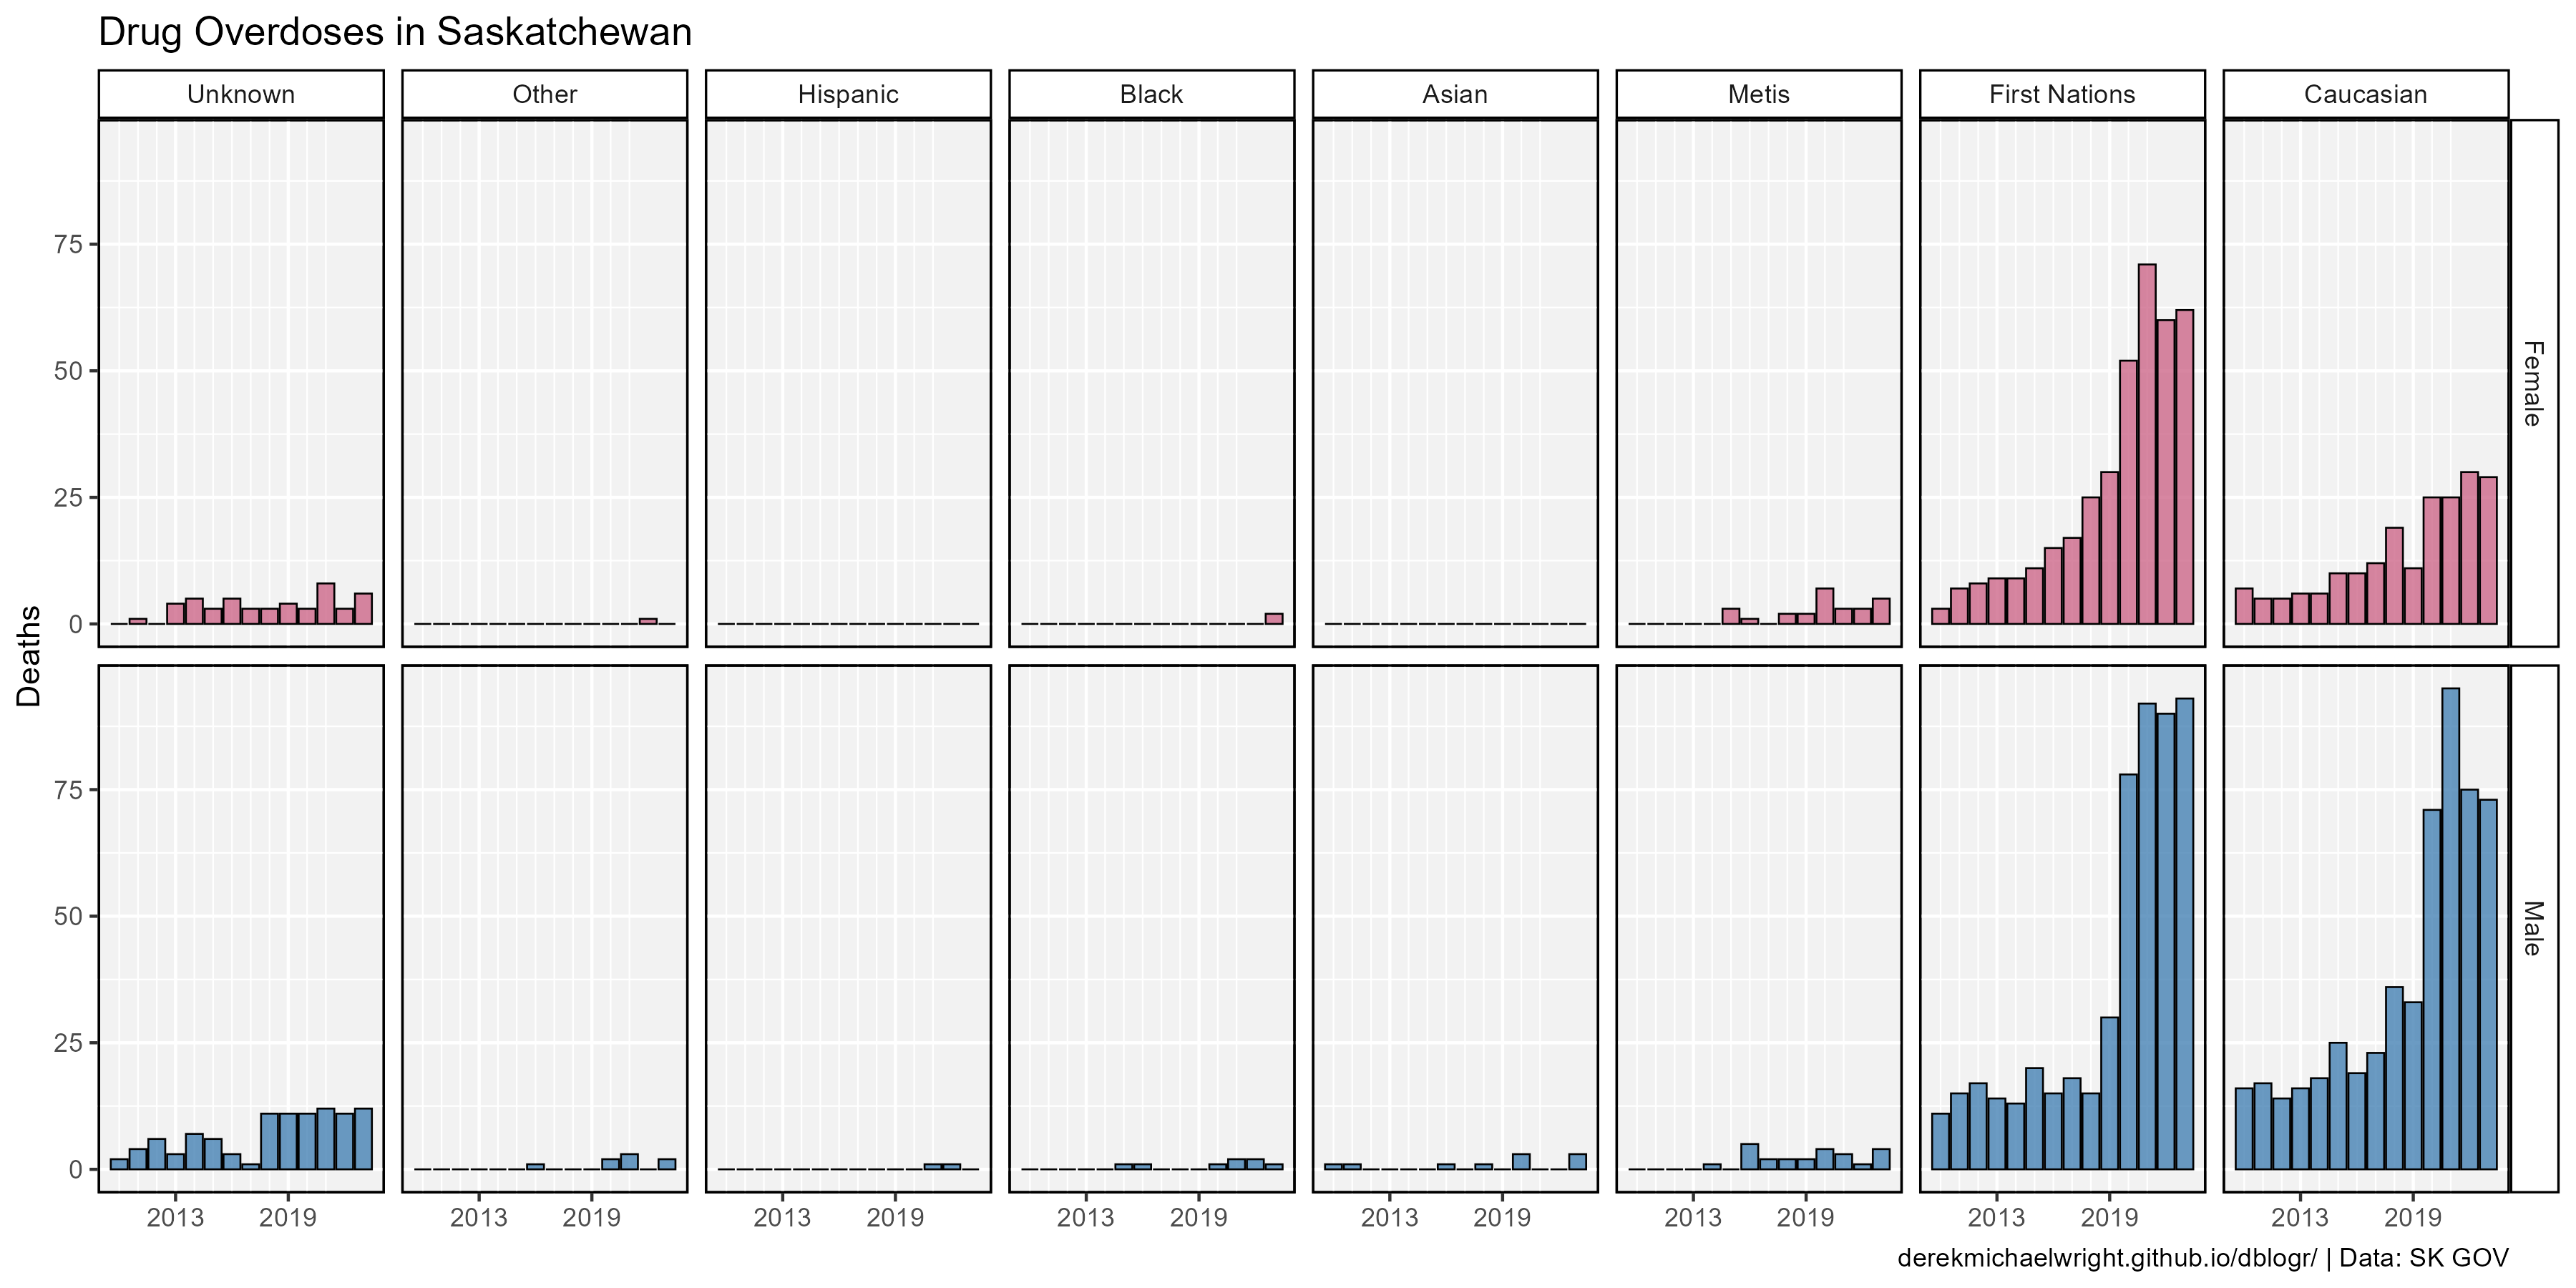 Drug Overdoses in Saskatchewan
Unknown Other Hispanic Black Asian Metis First Nations Caucasian
75
50
25
0
Female
Deaths
75
50
25
0
Male
2013 2019 2013 2019 2013 2019 2013 2019 2013 2019 2013 2019 2013 2019 2013 2019
derekmichaelwright.github.io/dblogr/ | Data: SK GOV